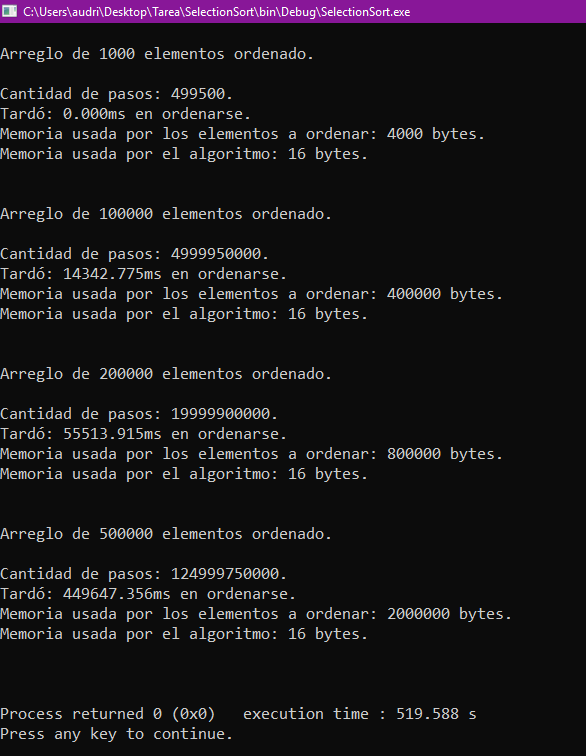 C:\Users\audri\Desktop\Tarea\SelectionSort\bin\Debug\SelectionSort.exe
Arreglo de 1000 elementos ordenado.
Cantidad de pasos: 499500.
Tardó: 0.000ms en ordenarse.
Memoria usada por los elementos a ordenar: 4000 bytes.
Memoria usada por el algoritmo: 16 bytes.
Arreglo de 100000 elementos ordenado.
Cantidad de pasos: 4999950000.
Tardó: 14342.775ms en ordenarse.
Memoria usada por los elementos a ordenar: 400000 bytes.
Memoria usada por el algoritmo: 16 bytes.
Arreglo de 200000 elementos ordenado.
Cantidad de pasos: 19999900000.
Tardó: 55513.915ms en ordenarse.
Memoria usada por los elementos a ordenar: 800000 bytes.
Memoria usada por el algoritmo: 16 bytes.
Arreglo de 500000 elementos ordenado.
Cantidad de pasos: 124999750000.
Tardó: 449647.356ms en ordenarse.
Memoria usada por los elementos a ordenar: 2000000 bytes.
Memoria usada por el algoritmo: 16 bytes.
Process returned 0 (0x0)   execution time : 519.588 s
Press any key to continue.